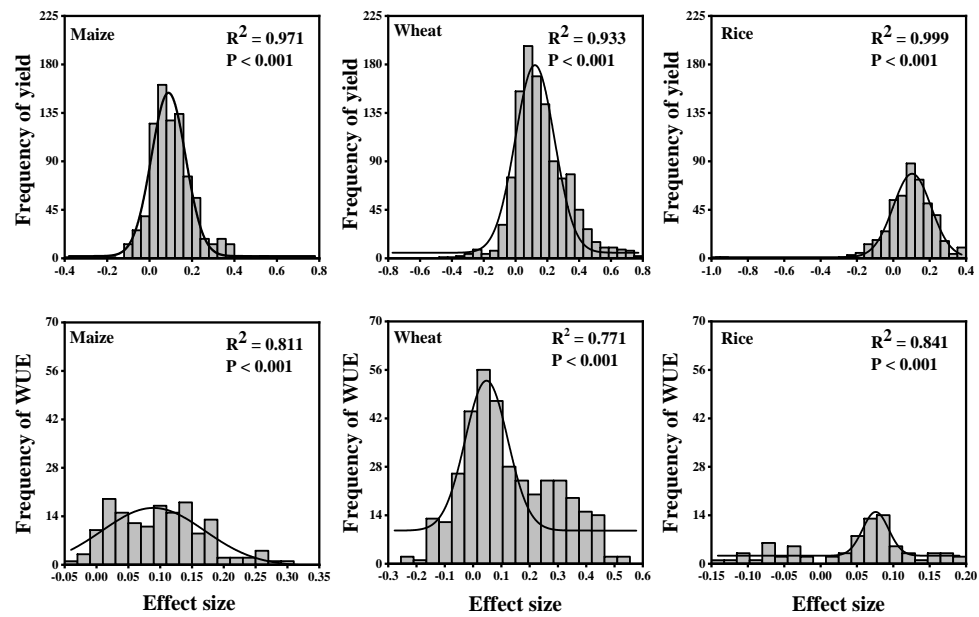 Frequency of yield
225
180
135
90
45
0
Maize
R2 = 0.971
P < 0.001
-0.4 -0.2 0.0 0.2 0.4 0.6 0.8
Frequency of yield
225
180
135
90
45
0
Wheat
R2 = 0.933
P < 0.001
-0.8 -0.6 -0.4 -0.2 0.0 0.2 0.4 0.6 0.8
Frequency of yield
225
180
135
90
45
0
Rice
R2 = 0.999
P < 0.001
-1.0 -0.8 -0.6 -0.4 -0.2 0.0 0.2 0.4
Frequency of WUE
70
56
42
28
14
0
Maize
R2 = 0.811
P < 0.001
-0.05 0.00 0.05 0.10 0.15 0.20 0.25 0.30 0.35
Effect size
Frequency of WUE
70
56
42
28
14
0
Wheat
R2 = 0.771
P < 0.001
-0.3 -0.2 -0.1 0.0 0.1 0.2 0.3 0.4 0.5 0.6
Effect size
Frequency of WUE
70
56
42
28
14
0
Rice
R2 = 0.841
P < 0.001
-0.15 -0.10 -0.05 0.00 0.05 0.10 0.15 0.20
Effect size